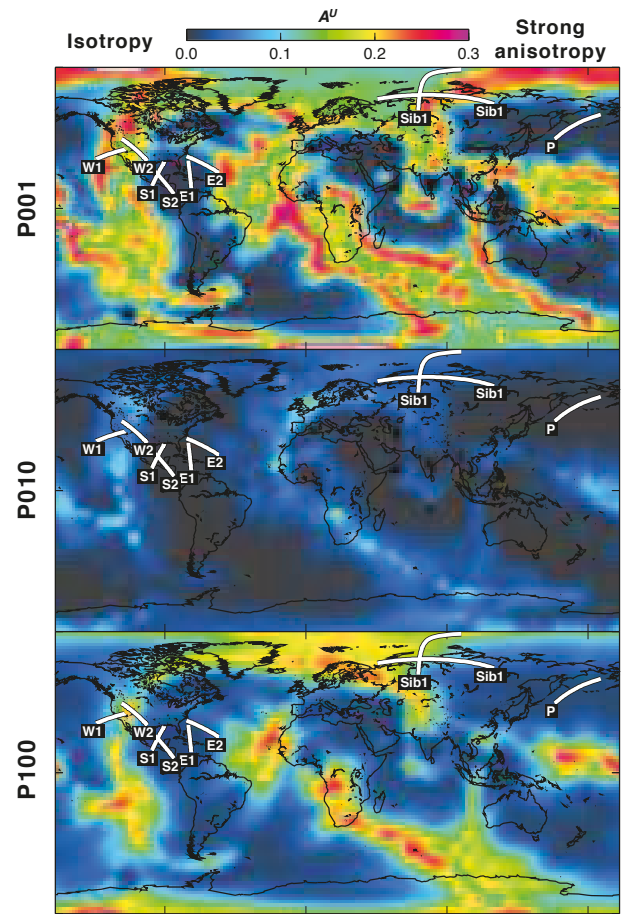 A^U
Isotropy
Strong
anisotropy
0.0 0.1 0.2 0.3
P001
Sib1 Sib1
P
W1 W2 E2
S1 S2 E1
P010
Sib1 Sib1
P
W1 W2 E2
S1 S2 E1
P100
Sib1 Sib1
P
W1 W2 E2
S1 S2 E1